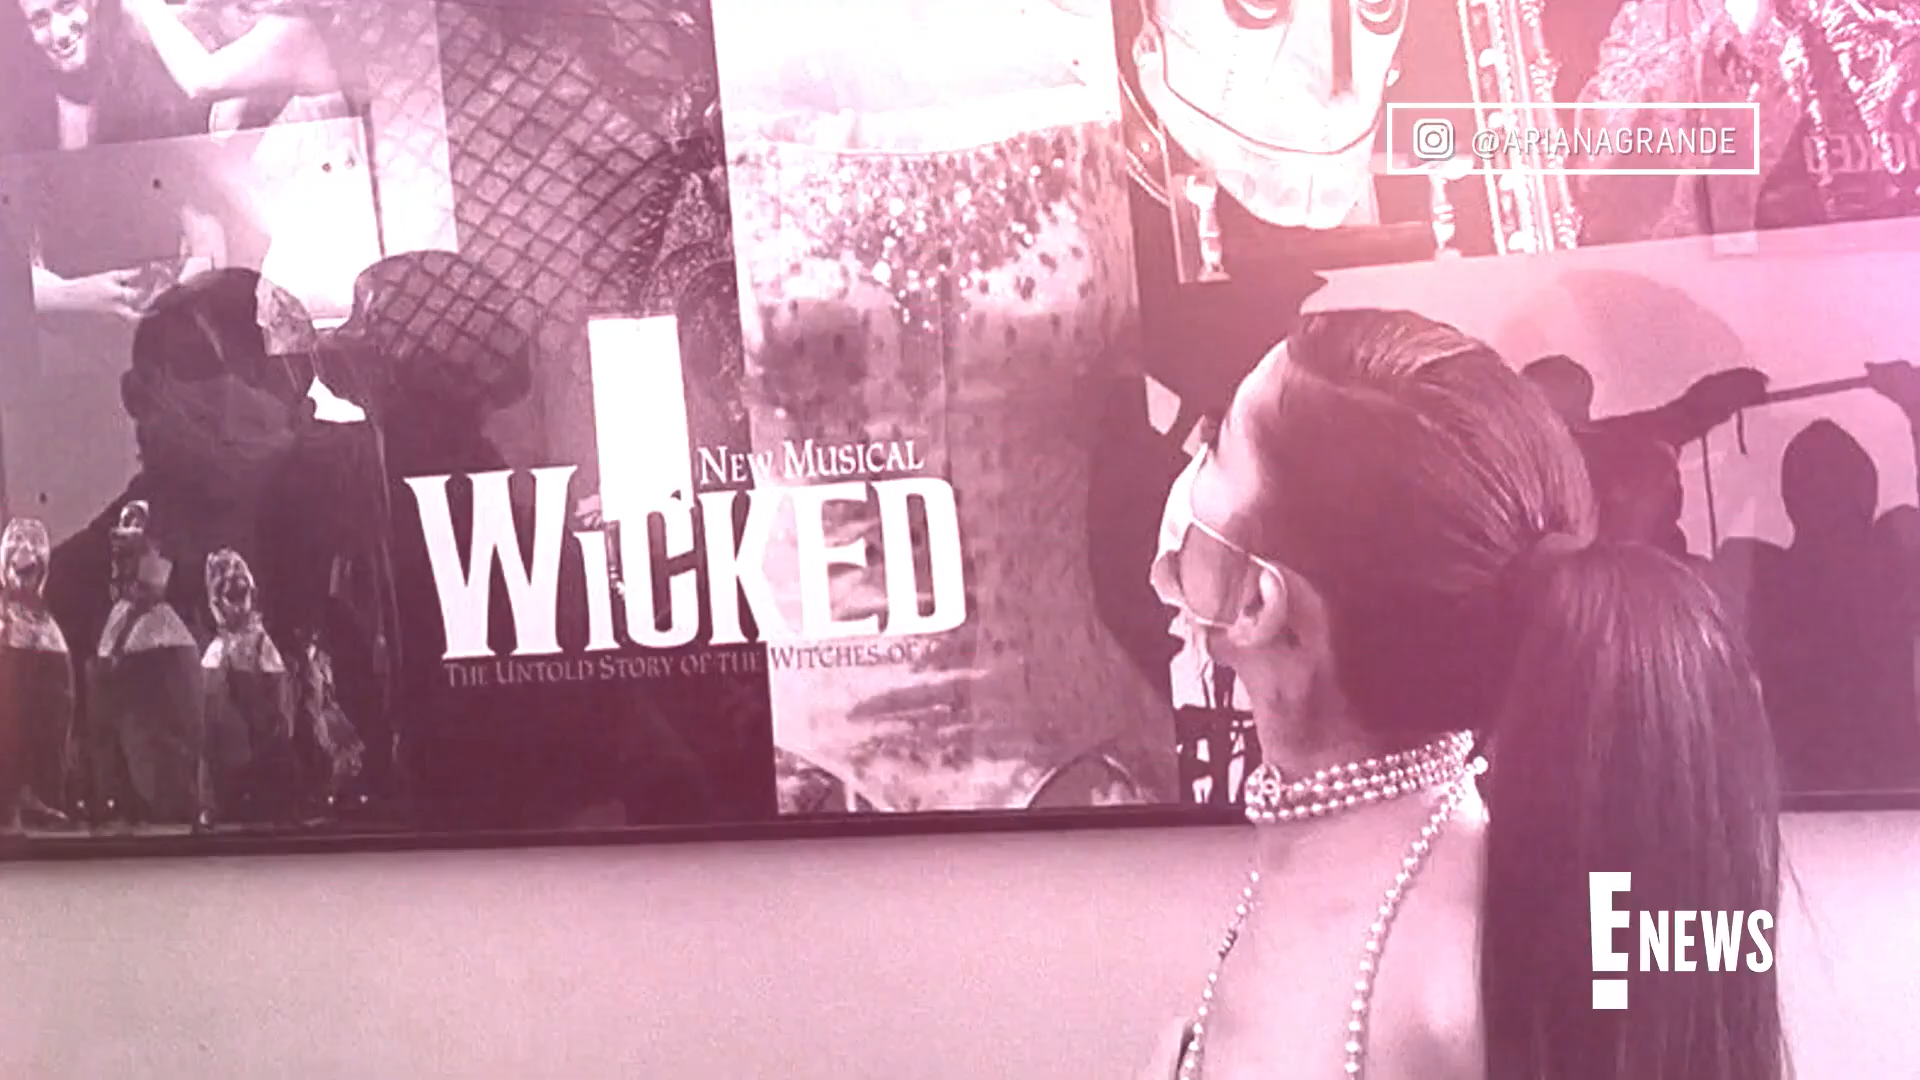 @ARIANAGRANDE
NEW MUSICAL
WICKED
THE UNTOLD STORY OF THE WITCHES OF
E NEWS